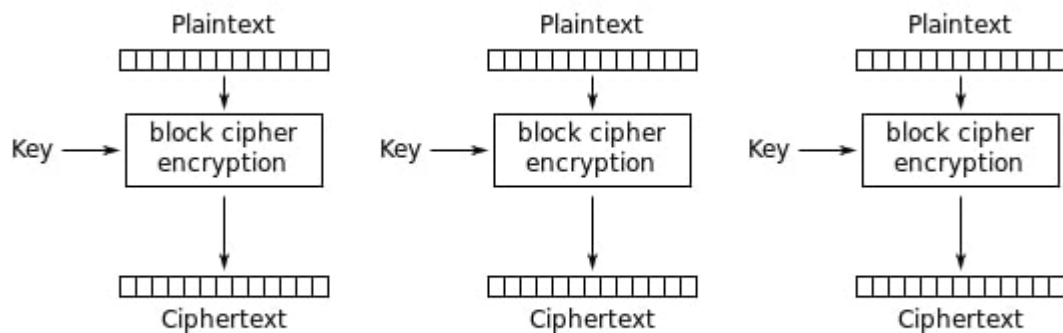 Plaintext Plaintext Plaintext
block cipher block cipher block cipher
Key Key Key
encryption encryption encryption
Ciphertext Ciphertext Ciphertext